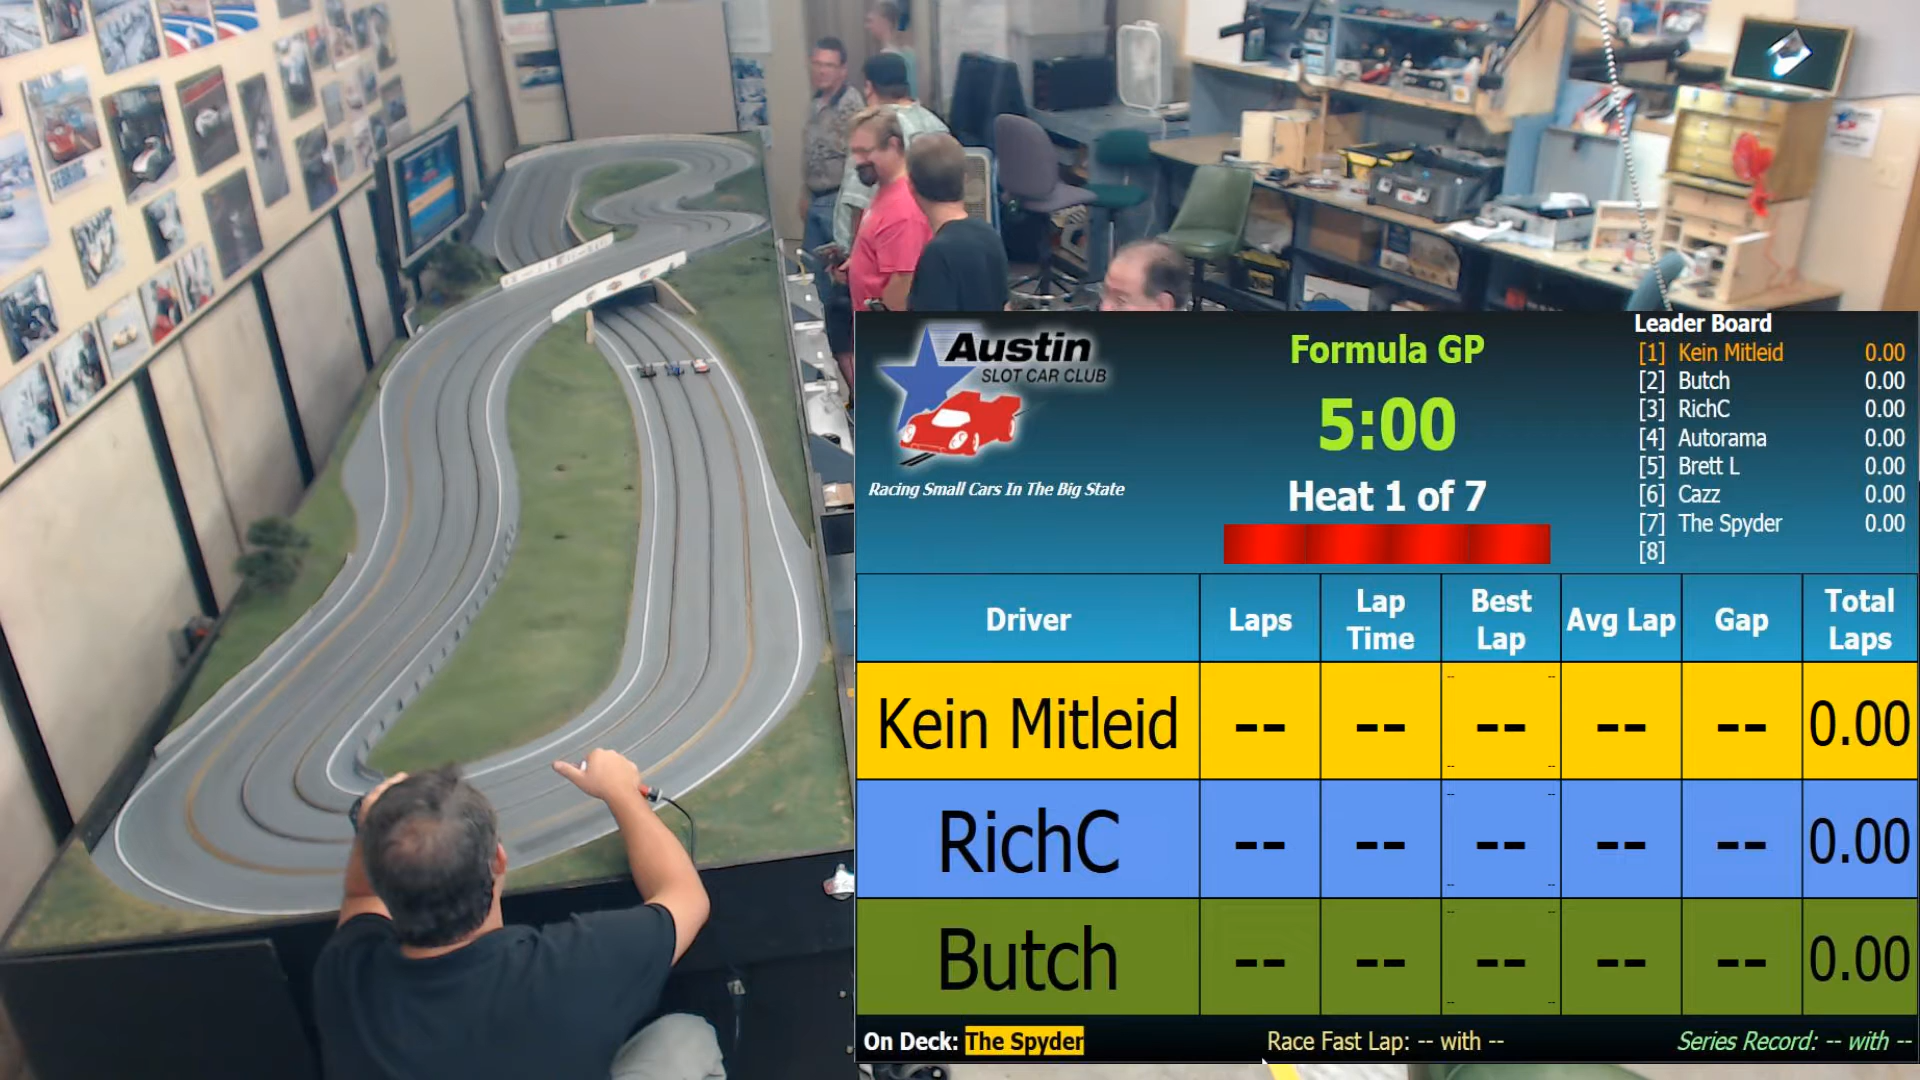 SEBRING
Austin
SLOT CAR CLUB
Racing Small Cars In The Big State
Formula GP
5:00
Heat 1 of 7
Leader Board
[1] Kein Mitleid 0.00
[2] Butch 0.00
[3] RichC 0.00
[4] Autorama 0.00
[5] Brett L 0.00
[6] Cazz 0.00
[7] The Spyder 0.00
[8]
Driver Laps Lap Time Best Lap Avg Lap Gap Total Laps
Kein Mitleid -- -- -- -- -- 0.00
RichC -- -- -- -- -- 0.00
Butch -- -- -- -- -- 0.00
On Deck: The Spyder Race Fast Lap: -- with -- Series Record: -- with --